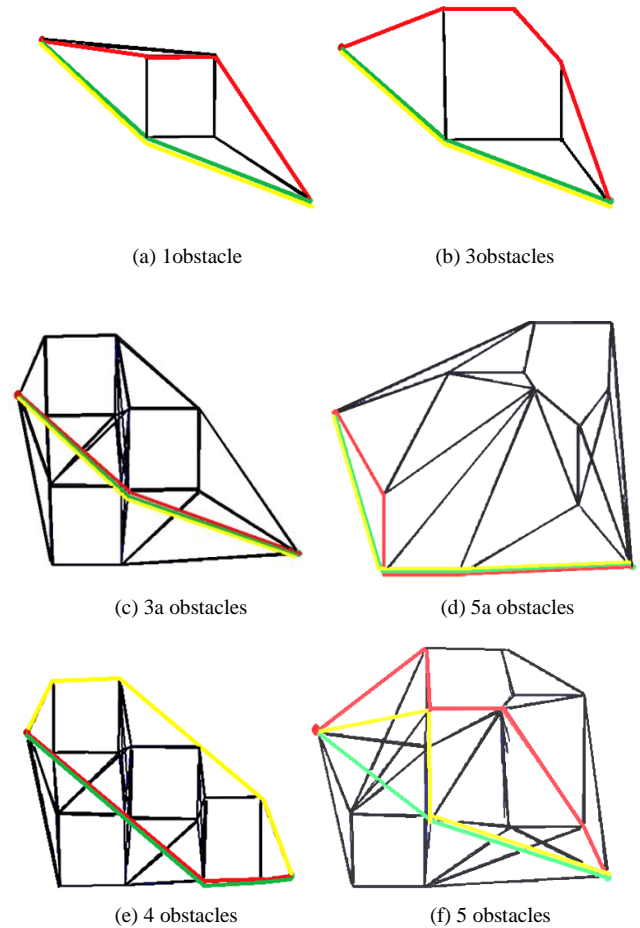 (a) 1obstacle
(b) 3obstacles
(c) 3a obstacles
(d) 5a obstacles
(e) 4 obstacles
(f) 5 obstacles